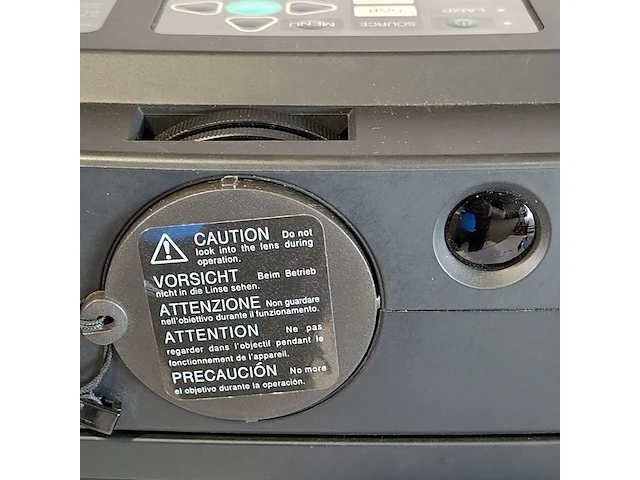 LAMP
SOURCE
MENU
CAUTION Do not
look into the lens during
operation.
VORSICHT Beim Betrieb
nicht in die Linse sehen.
ATTENZIONE Non guardare
nell'obiettivo durante il funzionamento.
ATTENTION Ne pas
regarder dans l'objectif pendant le
fonctionnement de l'appareil.
PRECAUCIÓN No more
el objetivo durante la operación.